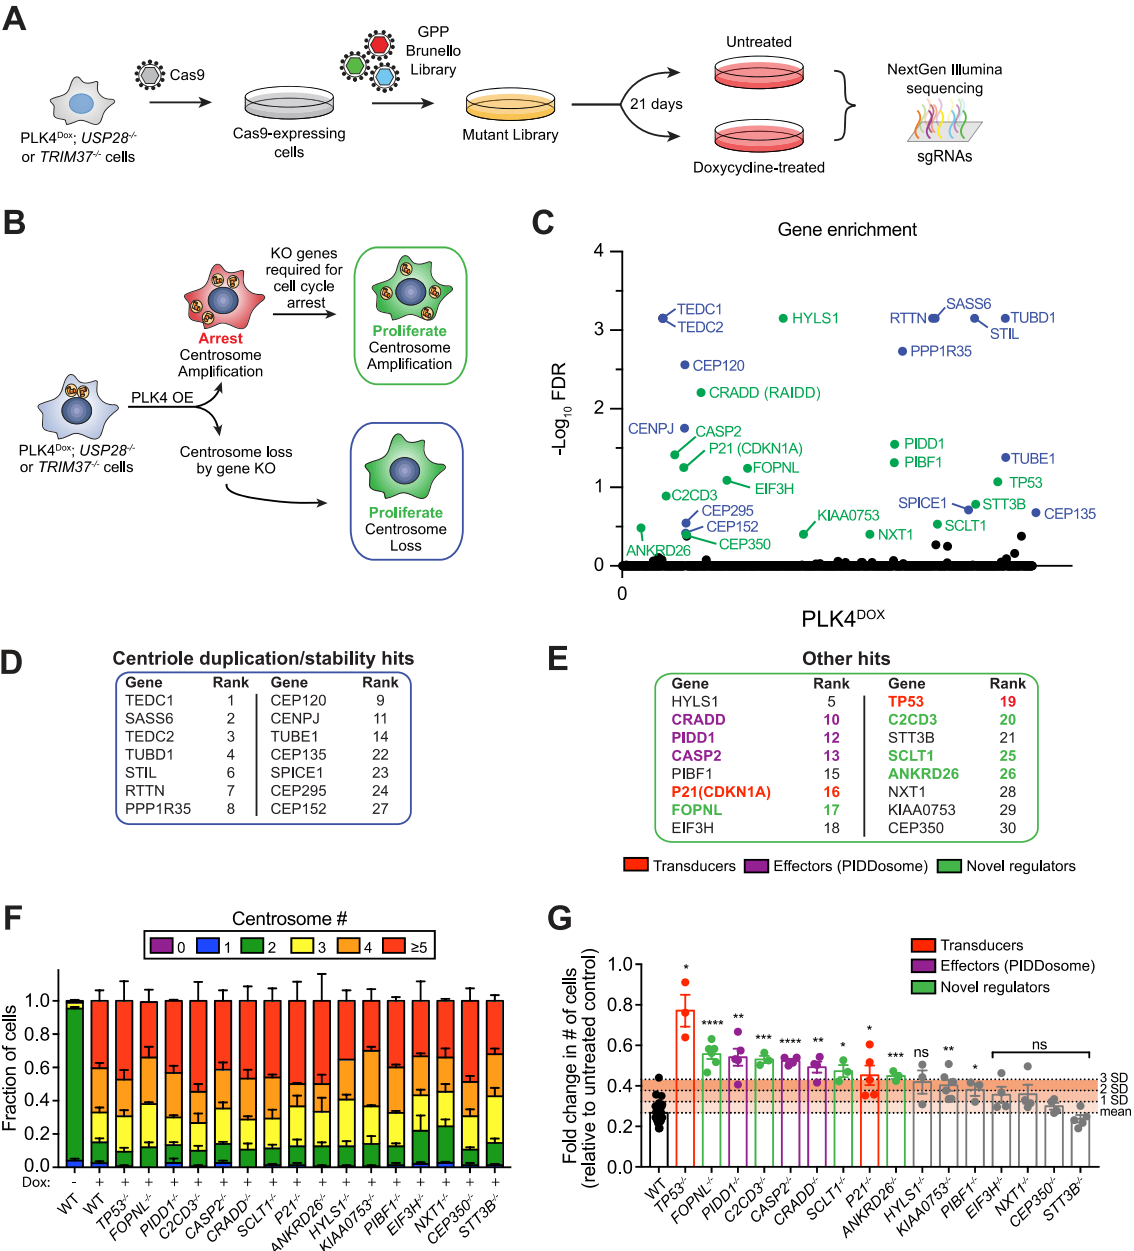 A
Cas9
GPP
Brunello
Library
PLK4Dox; USP28-/-
or TRIM37-/- cells
Cas9-expressing
cells
Mutant Library
21 days
Untreated
Doxycycline-treated
NextGen Illumina
sequencing
sgRNAs
B
PLK4Dox; USP28-/-
or TRIM37-/- cells
PLK4 OE
Arrest
Centrosome
Amplification
KO genes
required for
cell cycle
arrest
Proliferate
Centrosome
Amplification
Centrosome loss
by gene KO
Proliferate
Centrosome
Loss
C
Gene enrichment
-Log10 FDR
4
3
2
1
0
0
PLK4DOX
TEDC1
TEDC2
HYLS1
RTTN
SASS6
STIL
TUBD1
PPP1R35
CEP120
CRADD (RAIDD)
CENPJ
CASP2
P21 (CDKN1A)
FOPNL
EIF3H
PIDD1
PIBF1
TUBE1
TP53
C2CD3
SPICE1
STT3B
CEP135
CEP295
CEP152
CEP350
KIAA0753
NXT1
SCLT1
ANKRD26
D
Centriole duplication/stability hits
Gene Rank Gene Rank
TEDC1 1 CEP120 9
SASS6 2 CENPJ 11
TEDC2 3 TUBE1 14
TUBD1 4 CEP135 22
STIL 6 SPICE1 23
RTTN 7 CEP295 24
PPP1R35 8 CEP152 27
E
Other hits
Gene Rank Gene Rank
HYLS1 5 TP53 19
CRADD 10 C2CD3 20
PIDD1 12 STT3B 21
CASP2 13 SCLT1 25
PIBF1 15 ANKRD26 26
P21(CDKN1A) 16 NXT1 28
FOPNL 17 KIAA0753 29
EIF3H 18 CEP350 30
Transducers Effectors (PIDDosome) Novel regulators
F
Centrosome #
0 1 2 3 4 ≥5
Fraction of cells
1.0
0.8
0.6
0.4
0.2
0.0
Dox: - + + + + + + + + + + + + + + + +
WT
WT
TP53-/-
FOPNL-/-
PIDD1-/-
C2CD3-/-
CASP2-/-
CRADD-/-
SCLT1-/-
P21-/-
ANKRD26-/-
HYLS1-/-
KIAA0753-/-
PIBF1-/-
EIF3H-/-
NXT1-/-
CEP350-/-
STT3B-/-
G
Transducers
Effectors (PIDDosome)
Novel regulators
Fold change in # of cells
(relative to untreated control)
1.0
0.8
0.6
0.4
0.2
0.0
* **** ** *** **** ** * * *** ns ** * ns
3 SD
2 SD
1 SD
mean
WT
TP53-/-
FOPNL-/-
PIDD1-/-
C2CD3-/-
CASP2-/-
CRADD-/-
SCLT1-/-
P21-/-
ANKRD26-/-
HYLS1-/-
KIAA0753-/-
PIBF1-/-
EIF3H-/-
NXT1-/-
CEP350-/-
STT3B-/-